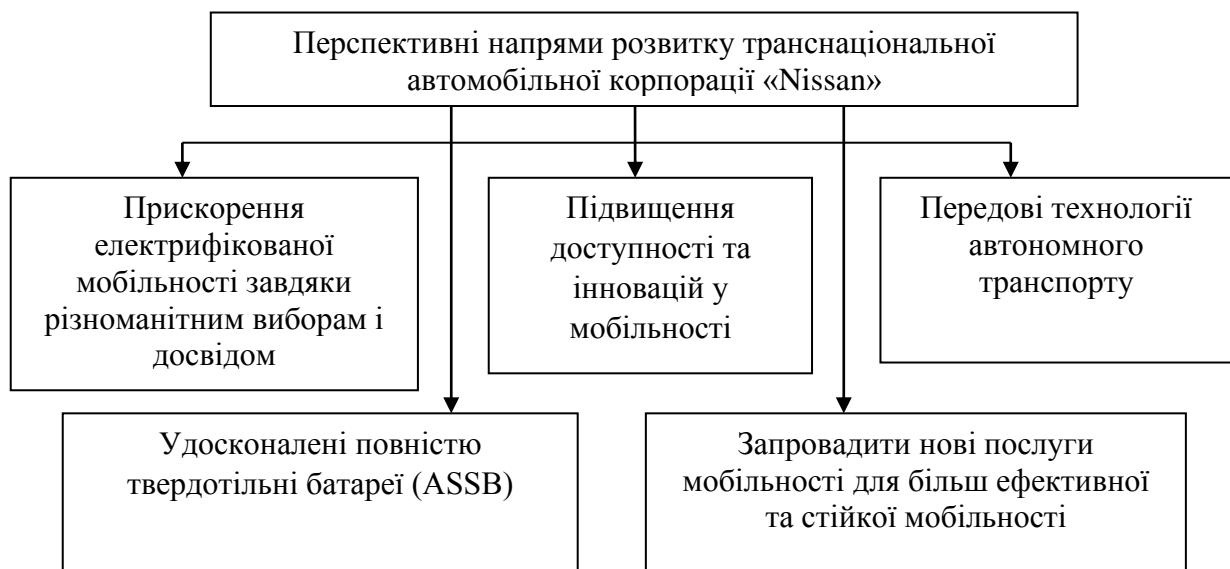 Перспективні напрями розвитку транснаціональної
автомобільної корпорації «Nissan»
Прискорення
електрифікованої
мобільності завдяки
різноманітним виборам і
досвідом
Підвищення
доступності та
інновацій у
мобільності
Передові технології
автономного
транспорту
Удосконалені повністю
твердотільні батареї (ASSB)
Запровадити нові послуги
мобільності для більш ефективної
та стійкої мобільності